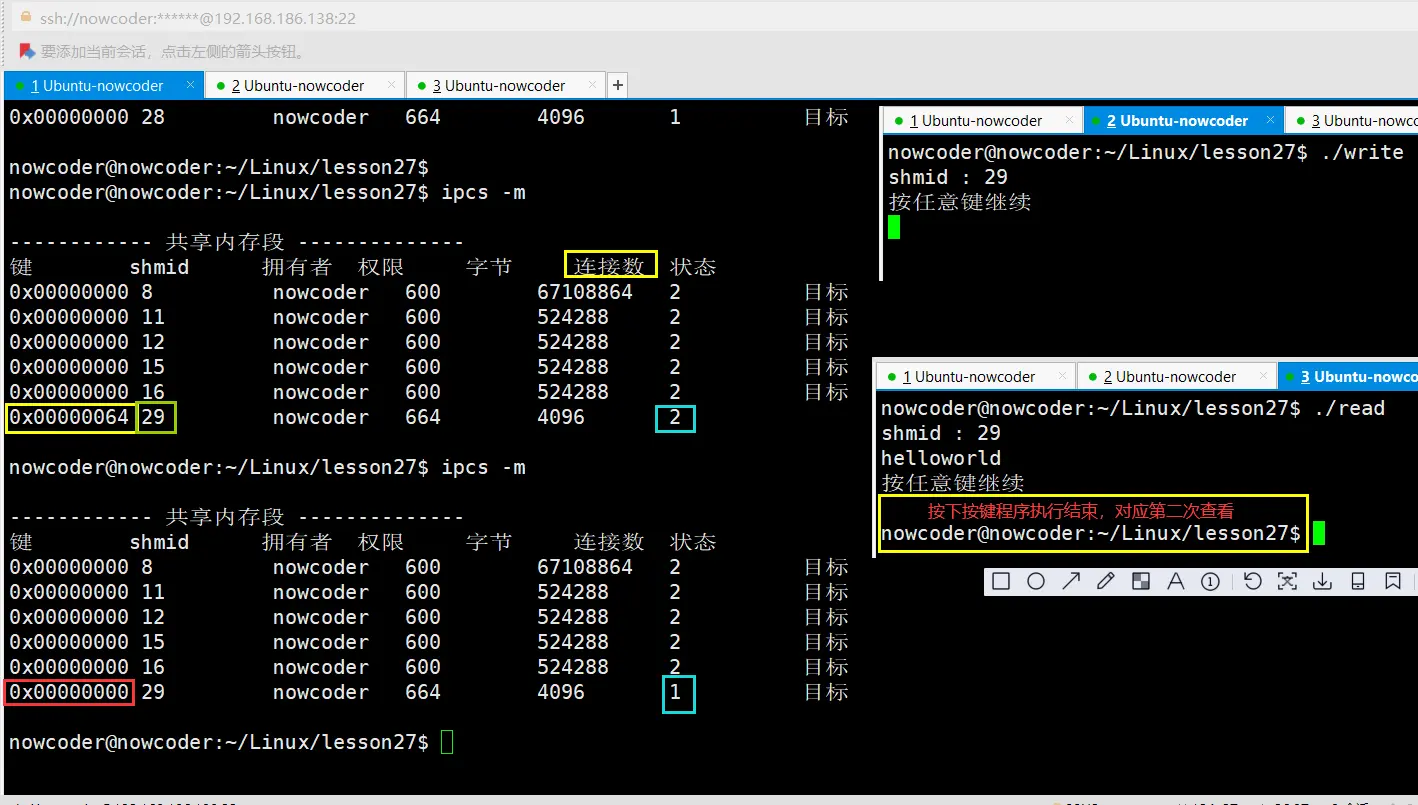 ssh://nowcoder:******@192.168.186.138:22
要添加当前会话，点击左侧的箭头按钮。
1 Ubuntu-nowcoder × 2 Ubuntu-nowcoder × 3 Ubuntu-nowcoder × +
0x00000000 28 nowcoder 664 4096 1 目标
nowcoder@nowcoder:~/Linux/lesson27$
nowcoder@nowcoder:~/Linux/lesson27$ ipcs -m
------------ 共享内存段 --------------
键 shmid 拥有者 权限 字节 连接数 状态
0x00000000 8 nowcoder 600 67108864 2 目标
0x00000000 11 nowcoder 600 524288 2 目标
0x00000000 12 nowcoder 600 524288 2 目标
0x00000000 15 nowcoder 600 524288 2 目标
0x00000000 16 nowcoder 600 524288 2 目标
0x00000064 29 nowcoder 664 4096 2
nowcoder@nowcoder:~/Linux/lesson27$ ipcs -m
------------ 共享内存段 --------------
键 shmid 拥有者 权限 字节 连接数 状态
0x00000000 8 nowcoder 600 67108864 2 目标
0x00000000 11 nowcoder 600 524288 2 目标
0x00000000 12 nowcoder 600 524288 2 目标
0x00000000 15 nowcoder 600 524288 2 目标
0x00000000 16 nowcoder 600 524288 2 目标
0x00000000 29 nowcoder 664 4096 1 目标
nowcoder@nowcoder:~/Linux/lesson27$
1 Ubuntu-nowcoder × 2 Ubuntu-nowcoder × 3 Ubuntu-nowco
nowcoder@nowcoder:~/Linux/lesson27$ ./write
shmid : 29
按任意键继续
1 Ubuntu-nowcoder × 2 Ubuntu-nowcoder × 3 Ubuntu-nowco
nowcoder@nowcoder:~/Linux/lesson27$ ./read
shmid : 29
helloworld
按任意键继续
按下按键程序执行结束，对应第二次查看
nowcoder@nowcoder:~/Linux/lesson27$